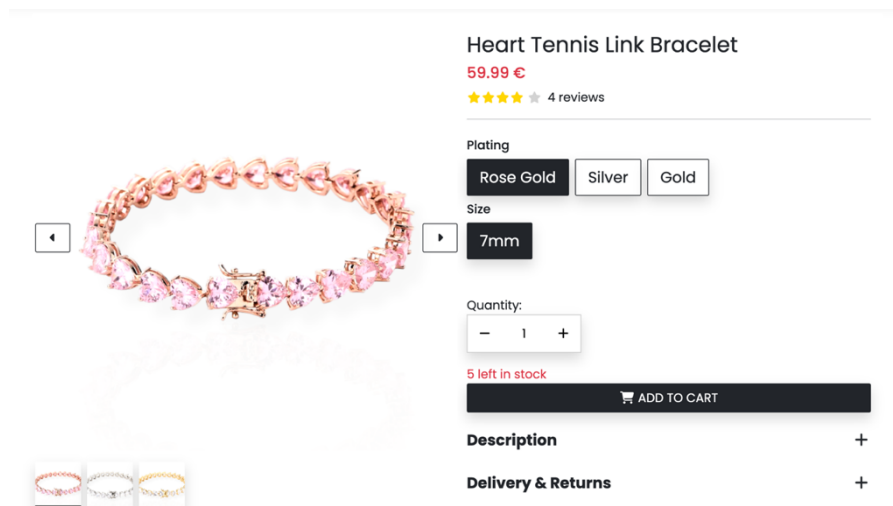 Heart Tennis Link Bracelet
59.99 €
4 reviews
Plating
Rose Gold Silver Gold
Size
7mm
Quantity:
− 1 +
5 left in stock
ADD TO CART
Description +
Delivery & Returns +